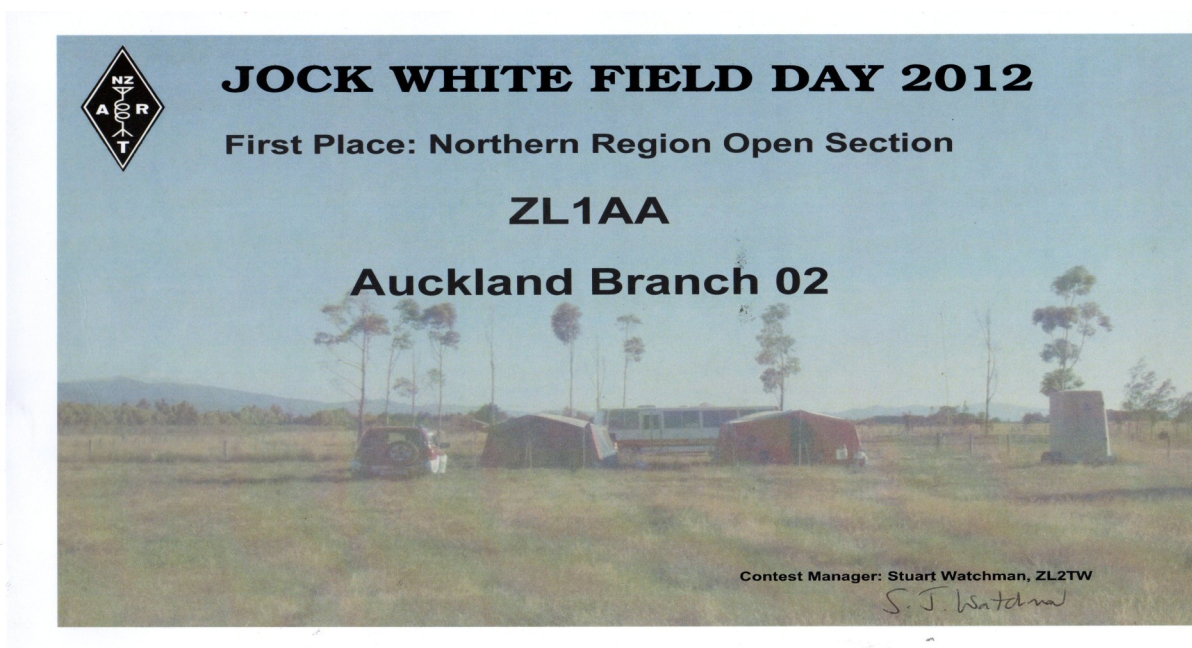 JOCK WHITE FIELD DAY 2012
NZ
A R
T
First Place: Northern Region Open Section
ZL1AA
Auckland Branch 02
Contest Manager: Stuart Watchman, ZL2TW
S. J. Watchman